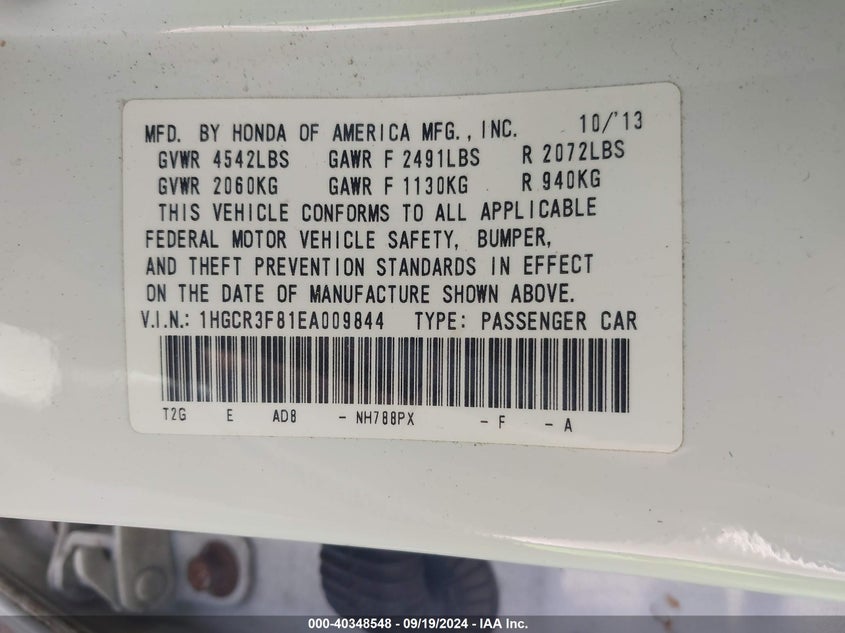 MFD. BY HONDA OF AMERICA MFG., INC. 10/'13
GVWR 4542LBS GAWR F 2491LBS R 2072LBS
GVWR 2060KG GAWR F 1130KG R 940KG
THIS VEHICLE CONFORMS TO ALL APPLICABLE
FEDERAL MOTOR VEHICLE SAFETY, BUMPER,
AND THEFT PREVENTION STANDARDS IN EFFECT
ON THE DATE OF MANUFACTURE SHOWN ABOVE.
V.I.N.: 1HGCR3F81EA009844 TYPE: PASSENGER CAR
T2G E AD8 - NH788PX - F - A
000-40348548 - 09/19/2024 - IAA Inc.